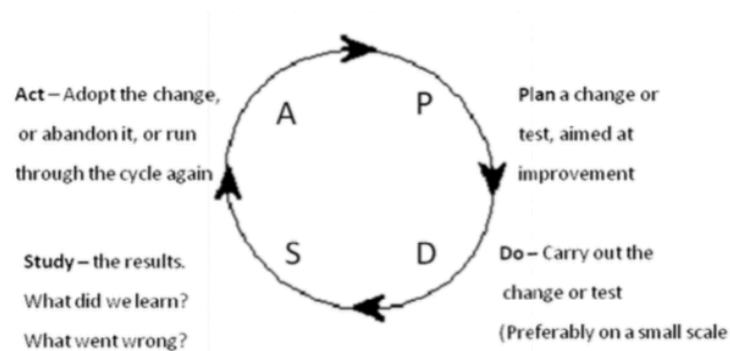 Act – Adopt the change,
or abandon it, or run
through the cycle again
A
P
Plan a change or
test, aimed at
improvement
Study – the results.
What did we learn?
What went wrong?
S
D
Do – Carry out the
change or test
(Preferably on a small scale